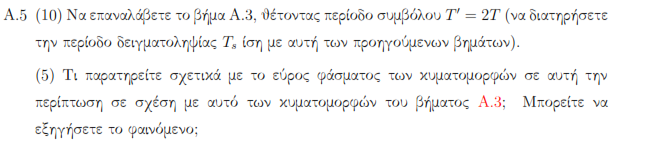 A.5 (10) Να επαναλάβετε το βήμα A.3, θέτοντας περίοδο συμβόλου T′ = 2T (να διατηρήσετε
την περίοδο δειγματοληψίας Tₛ ίση με αυτή των προηγούμενων βημάτων).
(5) Τι παρατηρείτε σχετικά με το εύρος φάσματος των κυματομορφών σε αυτή την
περίπτωση σε σχέση με αυτό των κυματομορφών του βήματος A.3; Μπορείτε να
εξηγήσετε το φαινόμενο;